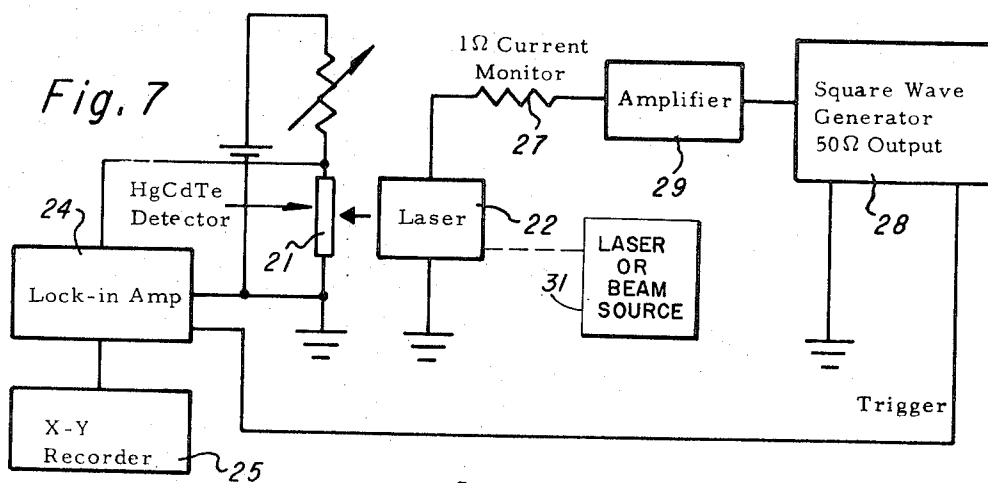 Fig. 7
1Ω Current
Monitor
27
Amplifier
29
Square Wave
Generator
50Ω Output
28
HgCdTe
Detector
21
24
Lock-in Amp
Laser
22
LASER
OR
BEAM
SOURCE
31
Trigger
X-Y
Recorder
25